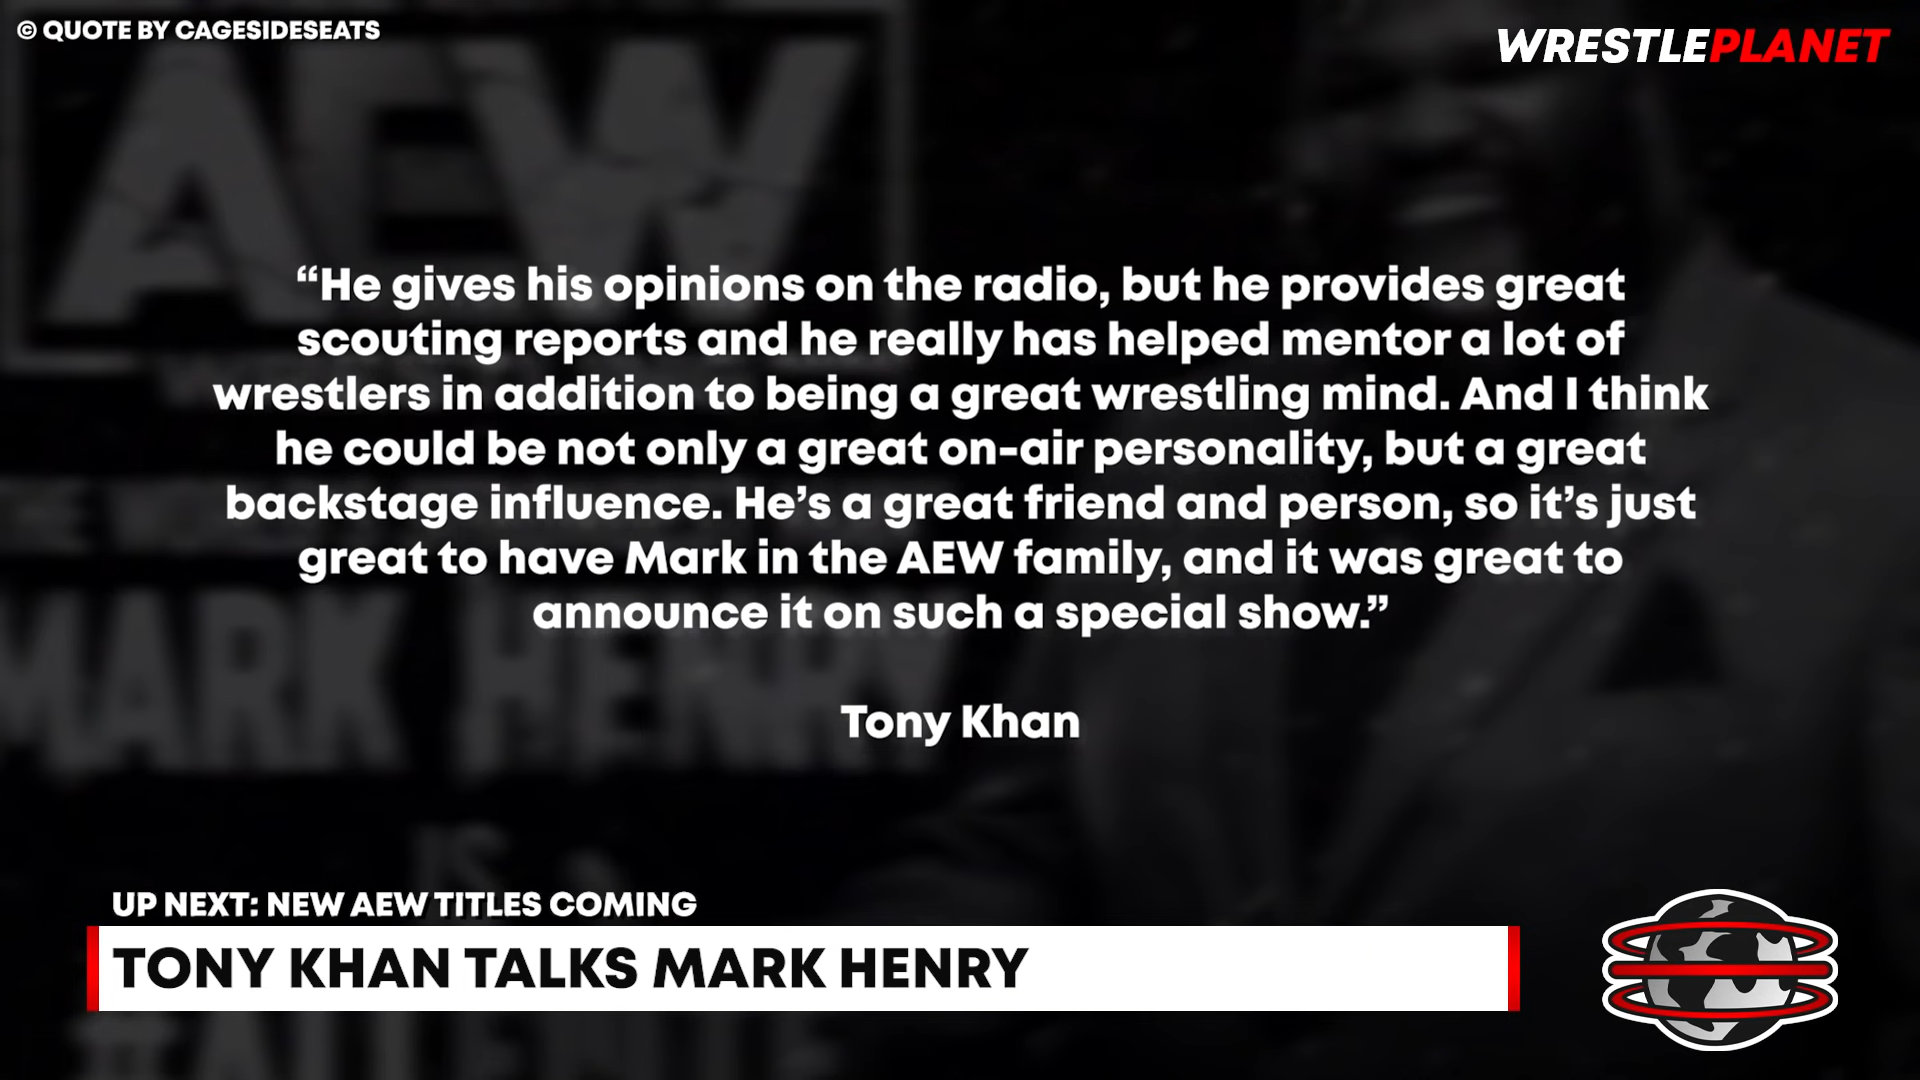 © QUOTE BY CAGESIDESEATS
WRESTLEPLANET
AEW
“He gives his opinions on the radio, but he provides great
scouting reports and he really has helped mentor a lot of
wrestlers in addition to being a great wrestling mind. And I think
he could be not only a great on-air personality, but a great
backstage influence. He’s a great friend and person, so it’s just
great to have Mark in the AEW family, and it was great to
announce it on such a special show.”
MARK HENRY
Tony Khan
IS
UP NEXT: NEW AEW TITLES COMING
TONY KHAN TALKS MARK HENRY